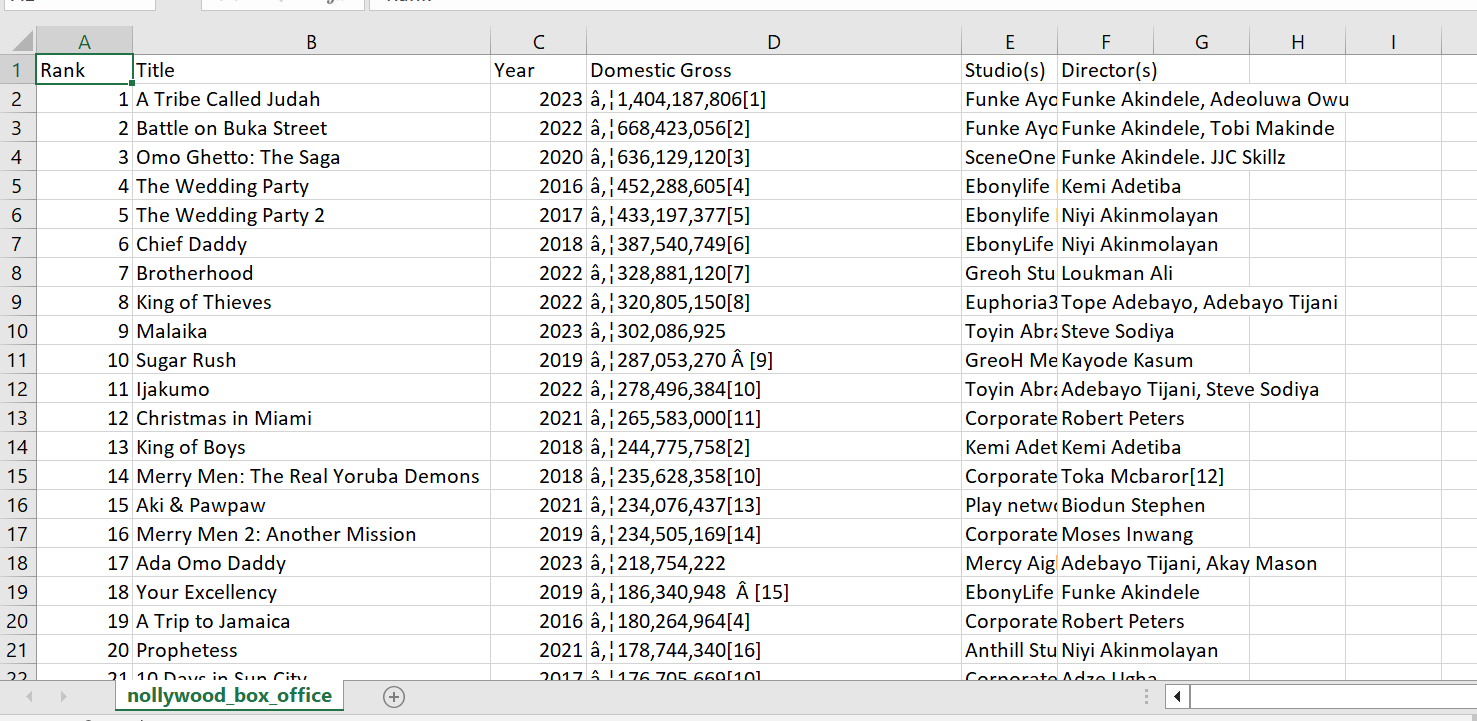 A B C D E F G H I
1 Rank Title Year Domestic Gross Studio(s) Director(s)
2 1 A Tribe Called Judah 2023 â‚¦1,404,187,806[1] Funke Ayo Funke Akindele, Adeoluwa Owu
3 2 Battle on Buka Street 2022 â‚¦668,423,056[2] Funke Ayo Funke Akindele, Tobi Makinde
4 3 Omo Ghetto: The Saga 2020 â‚¦636,129,120[3] SceneOne Funke Akindele. JJC Skillz
5 4 The Wedding Party 2016 â‚¦452,288,605[4] Ebonylife Kemi Adetiba
6 5 The Wedding Party 2 2017 â‚¦433,197,377[5] Ebonylife Niyi Akinmolayan
7 6 Chief Daddy 2018 â‚¦387,540,749[6] EbonyLife Niyi Akinmolayan
8 7 Brotherhood 2022 â‚¦328,881,120[7] Greoh Stu Loukman Ali
9 8 King of Thieves 2022 â‚¦320,805,150[8] Euphoria3 Tope Adebayo, Adebayo Tijani
10 9 Malaika 2023 â‚¦302,086,925 Toyin Abra Steve Sodiya
11 10 Sugar Rush 2019 â‚¦287,053,270 Â [9] GreoH Me Kayode Kasum
12 11 Ijakumo 2022 â‚¦278,496,384[10] Toyin Abra Adebayo Tijani, Steve Sodiya
13 12 Christmas in Miami 2021 â‚¦265,583,000[11] Corporate Robert Peters
14 13 King of Boys 2018 â‚¦244,775,758[2] Kemi Adet Kemi Adetiba
15 14 Merry Men: The Real Yoruba Demons 2018 â‚¦235,628,358[10] Corporate Toka Mcbaror[12]
16 15 Aki & Pawpaw 2021 â‚¦234,076,437[13] Play netwo Biodun Stephen
17 16 Merry Men 2: Another Mission 2019 â‚¦234,505,169[14] Corporate Moses Inwang
18 17 Ada Omo Daddy 2023 â‚¦218,754,222 Mercy Aig Adebayo Tijani, Akay Mason
19 18 Your Excellency 2019 â‚¦186,340,948 Â [15] EbonyLife Funke Akindele
20 19 A Trip to Jamaica 2016 â‚¦180,264,964[4] Corporate Robert Peters
21 20 Prophetess 2021 â‚¦178,744,340[16] Anthill Stu Niyi Akinmolayan
22 21 10 Days in Sun City 2017 â‚¦176,705,669[10] Corporate Adze Ugha
nollywood_box_office